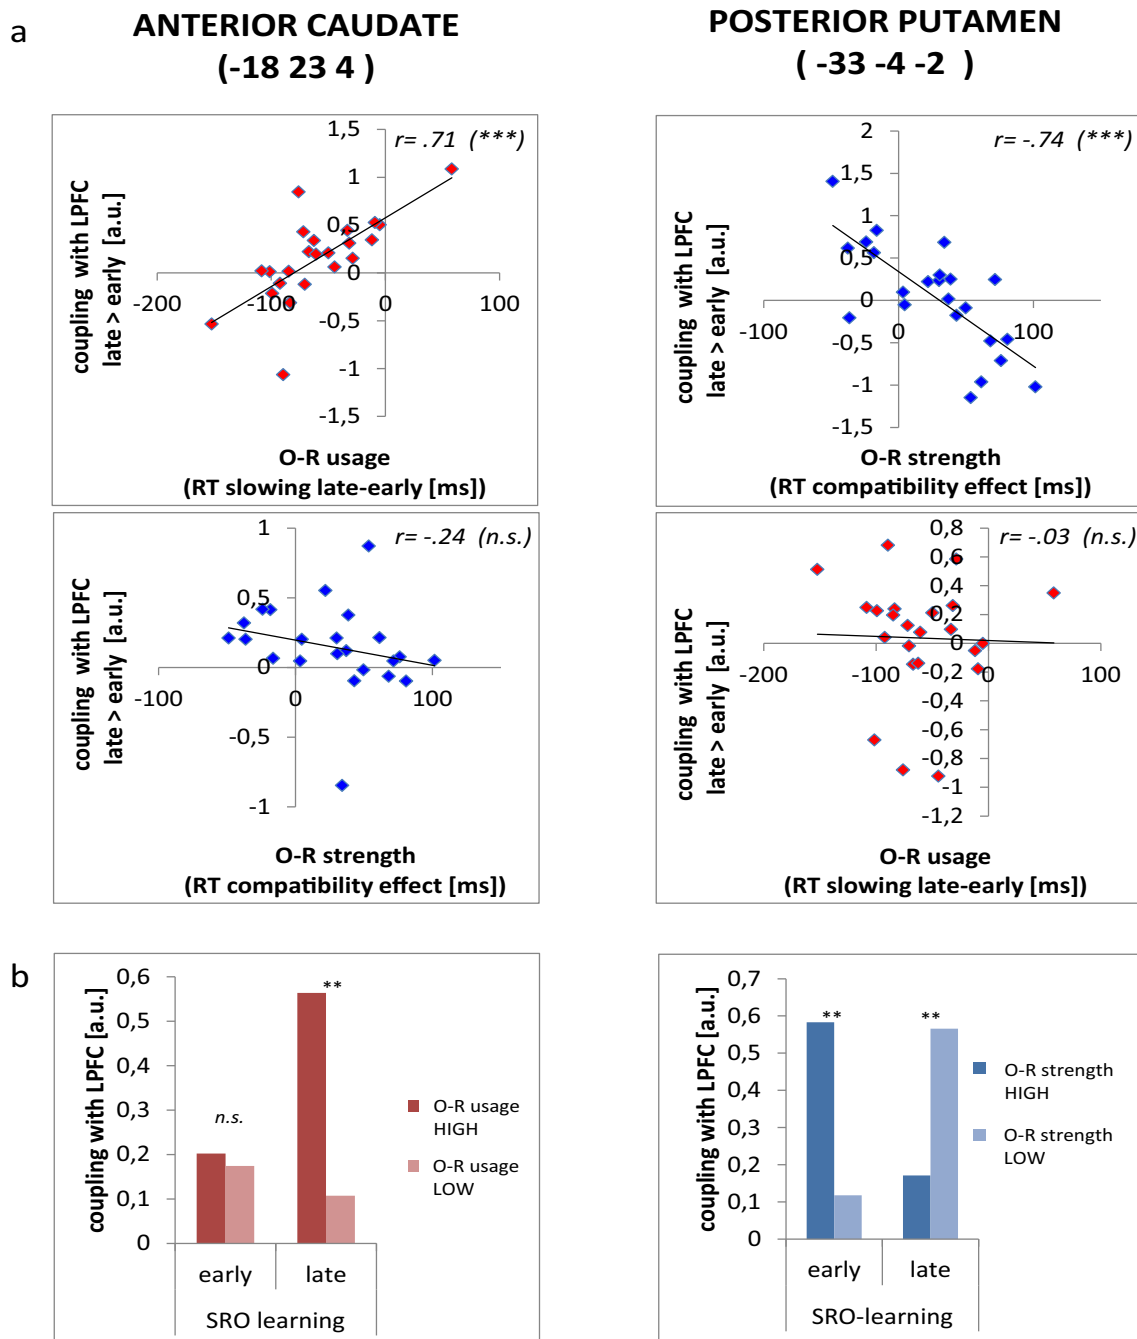 a
ANTERIOR CAUDATE
(-18 23 4 )
POSTERIOR PUTAMEN
( -33 -4 -2 )
coupling with LPFC
late > early [a.u.]
r= .71 (***)
1,5
1
0,5
0
-0,5
-1
-1,5
-200
-100
0
100
O-R usage
(RT slowing late-early [ms])
coupling with LPFC
late > early [a.u.]
r= -.74 (***)
2
1,5
1
0,5
0
-0,5
-1
-1,5
-100
0
100
O-R strength
(RT compatibility effect [ms])
coupling with LPFC
late > early [a.u.]
r= -.24 (n.s.)
1
0,5
0
-0,5
-1
-100
0
100
O-R strength
(RT compatibility effect [ms])
coupling with LPFC
late > early [a.u.]
r= -.03 (n.s.)
0,8
0,6
0,4
0,2
0
-0,2
-0,4
-0,6
-0,8
-1
-1,2
-200
-100
0
100
O-R usage
(RT slowing late-early [ms])
b
coupling with LPFC [a.u.]
0,6
0,5
0,4
0,3
0,2
0,1
0
n.s.
**
early
late
SRO learning
O-R usage
HIGH
O-R usage
LOW
coupling with LPFC [a.u.]
0,7
0,6
0,5
0,4
0,3
0,2
0,1
0
**
**
early
late
SRO-learning
O-R strength
HIGH
O-R strength
LOW